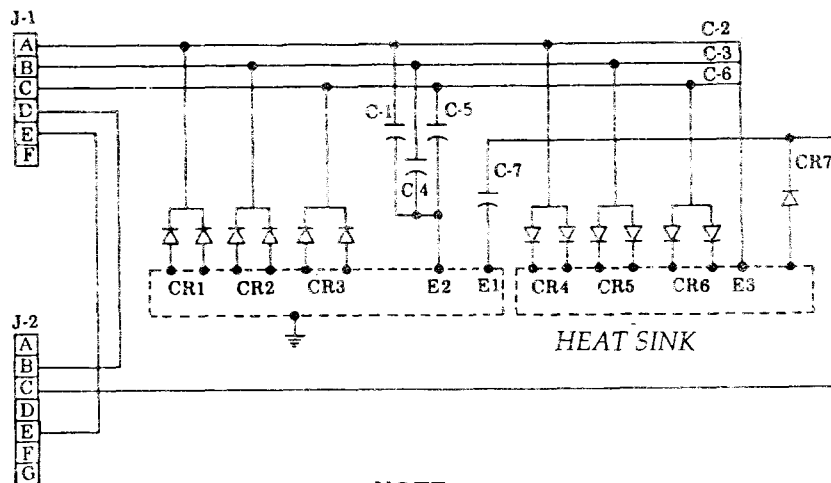 J-1
A
B
C
D
E
F
C-2
C-3
C-6
C-1
C-5
C 4
C-7
CR7
CR1 CR2 CR3 E2 E1 CR4 CR5 CR6 E3
HEAT SINK
J-2
A
B
C
D
E
F
G